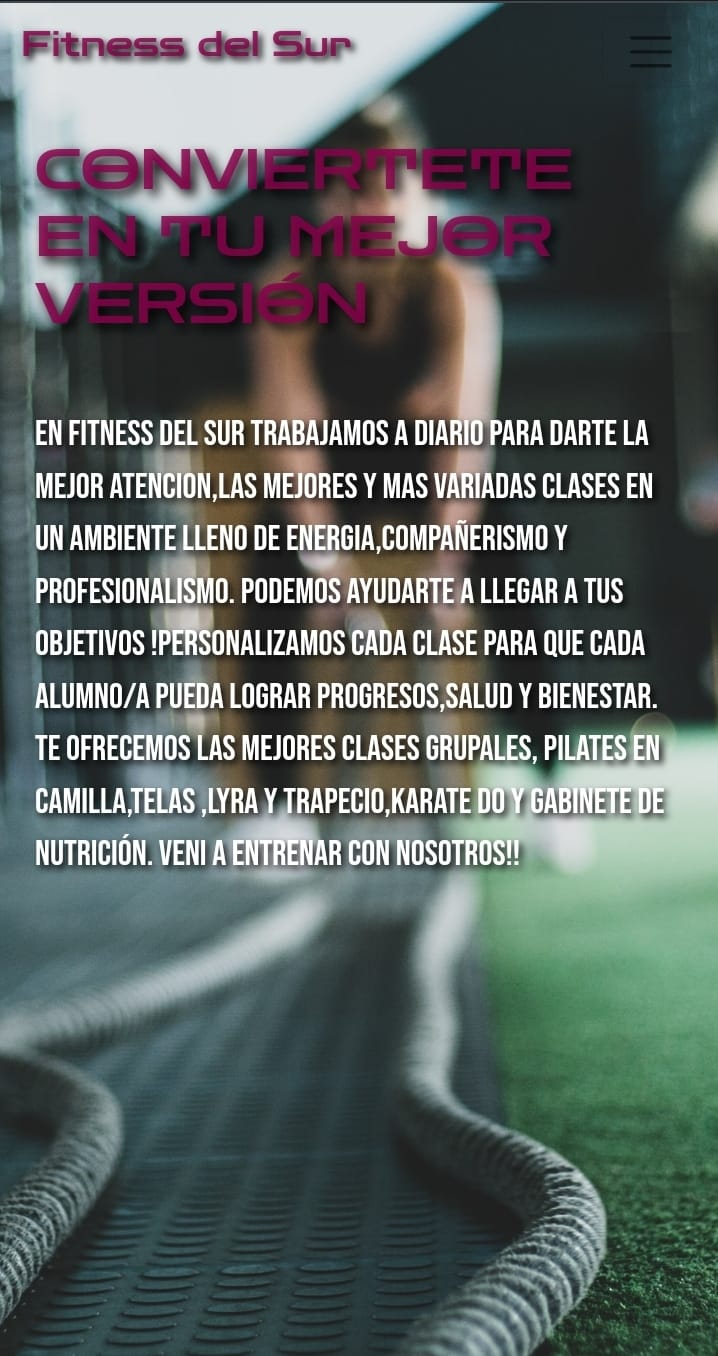 Fitness del Sur
CONVIERTETE
EN TU MEJOR
VERSIÓN
EN FITNESS DEL SUR TRABAJAMOS A DIARIO PARA DARTE LA
MEJOR ATENCION,LAS MEJORES Y MAS VARIADAS CLASES EN
UN AMBIENTE LLENO DE ENERGIA,COMPAÑERISMO Y
PROFESIONALISMO. PODEMOS AYUDARTE A LLEGAR A TUS
OBJETIVOS !PERSONALIZAMOS CADA CLASE PARA QUE CADA
ALUMNO/A PUEDA LOGRAR PROGRESOS,SALUD Y BIENESTAR.
TE OFRECEMOS LAS MEJORES CLASES GRUPALES, PILATES EN
CAMILLA,TELAS ,LYRA Y TRAPECIO,KARATE DO Y GABINETE DE
NUTRICIÓN. VENI A ENTRENAR CON NOSOTROS!!